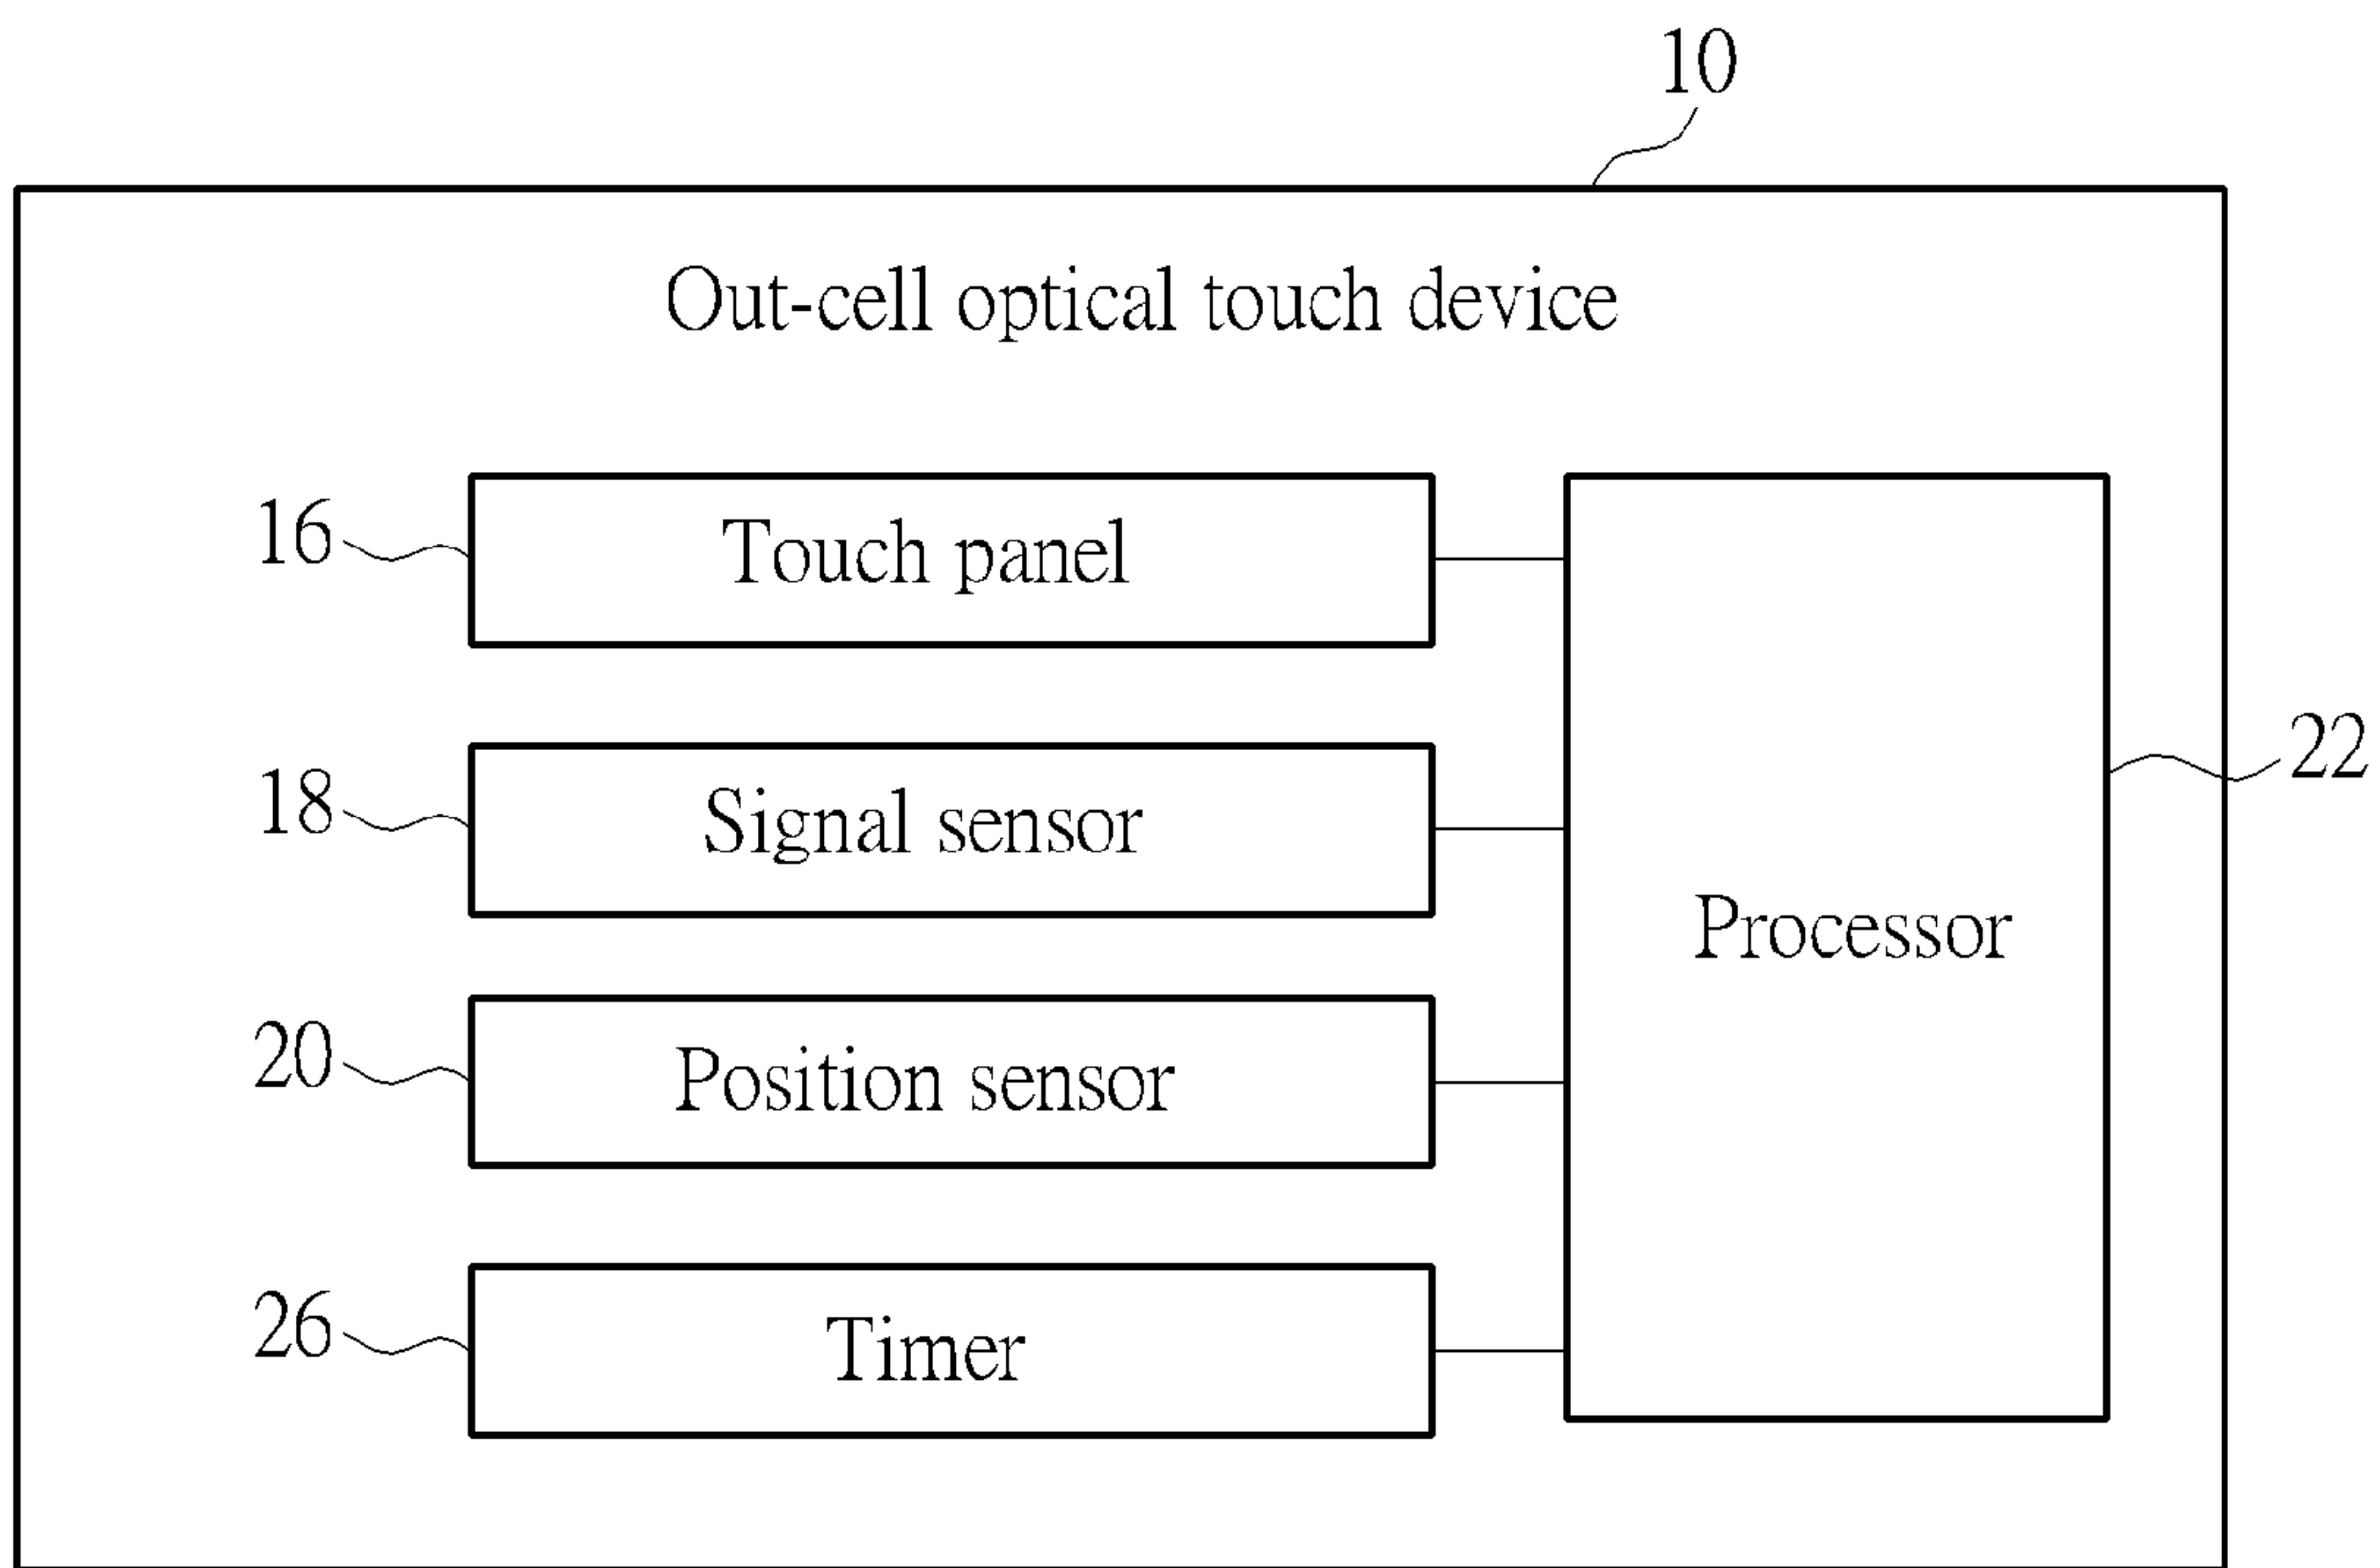 10
Out-cell optical touch device
16
Touch panel
18
Signal sensor
22
Processor
20
Position sensor
26
Timer